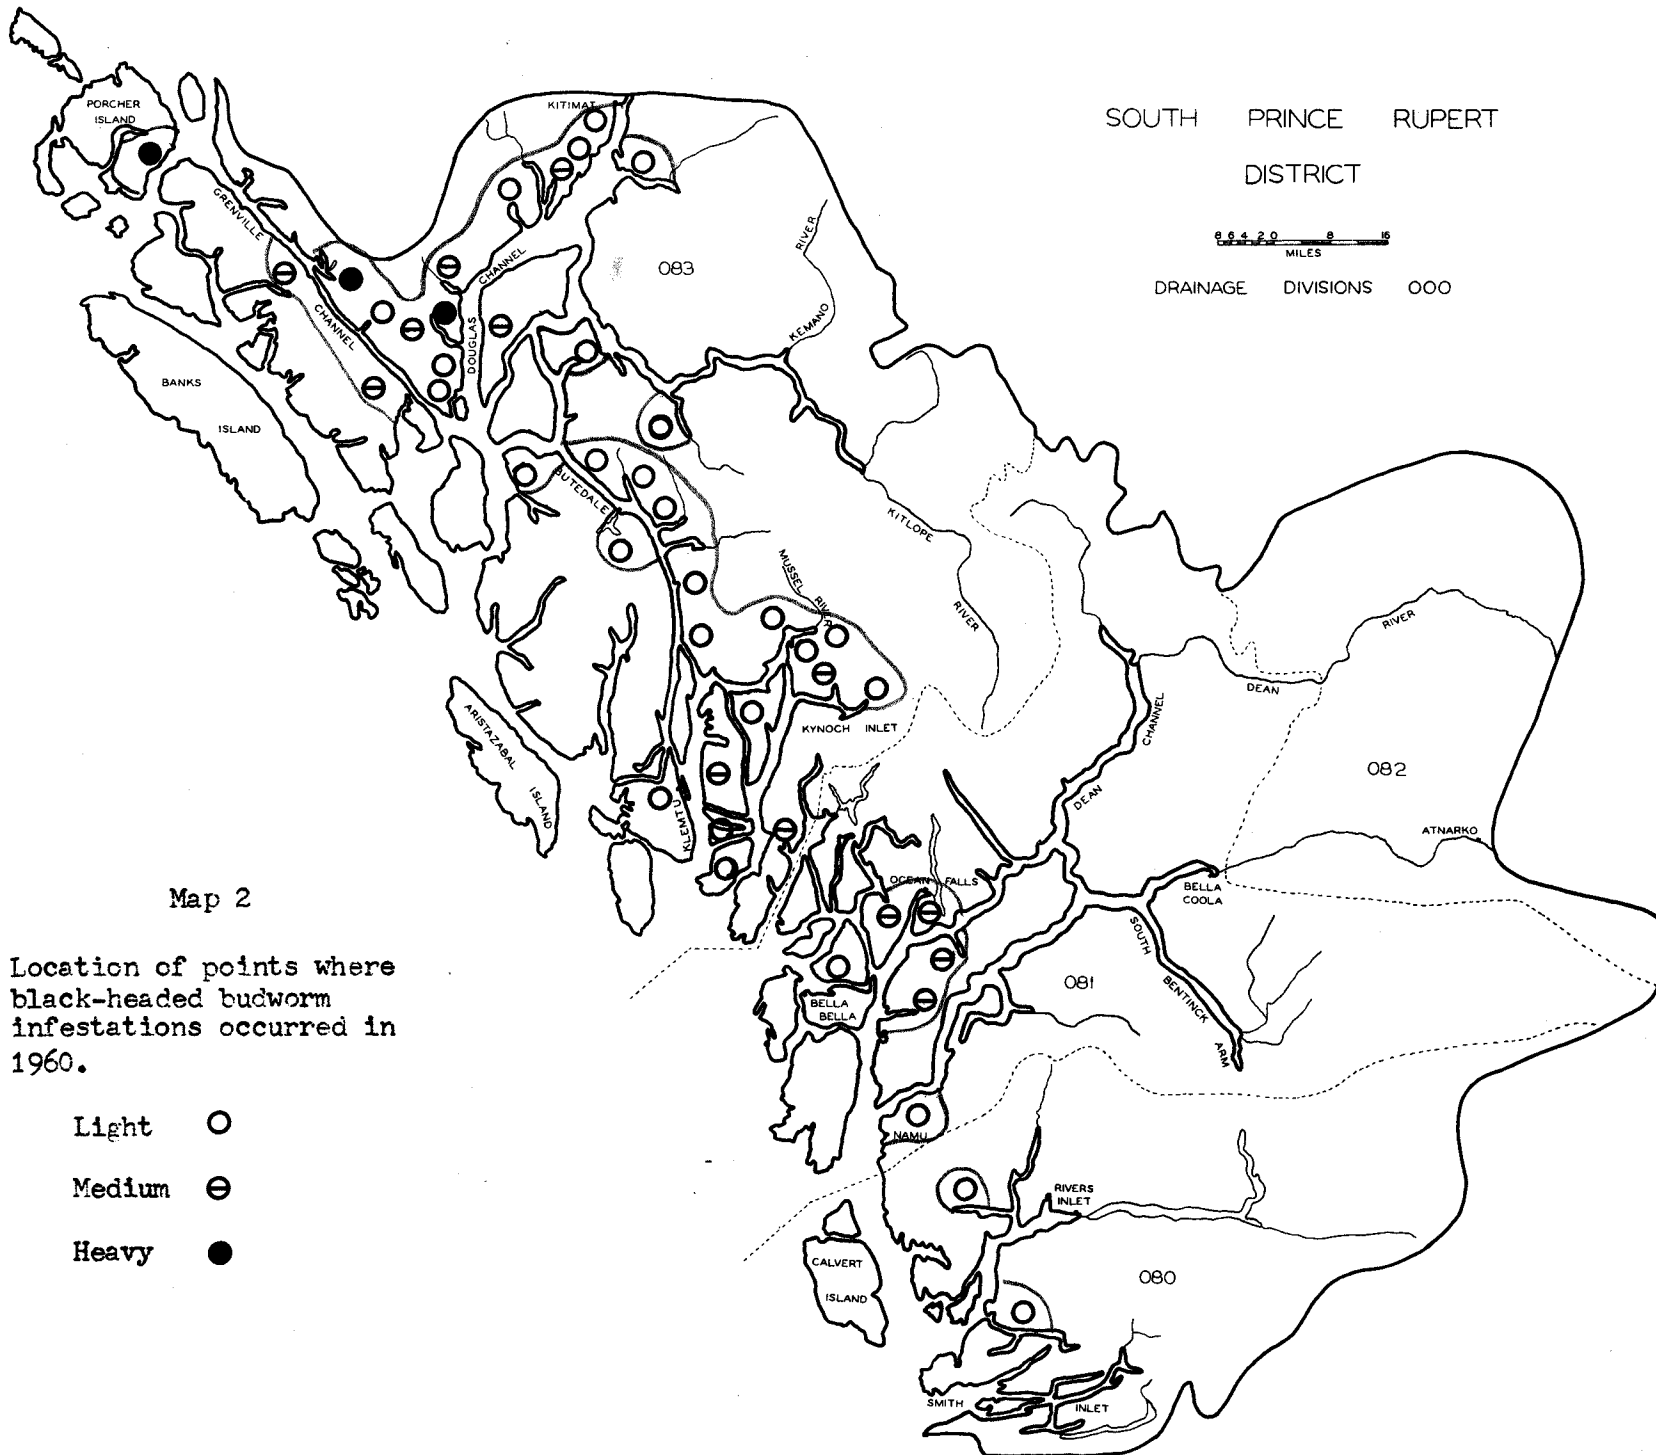 SOUTH PRINCE RUPERT
DISTRICT
8 6 4 2 0 8 16
MILES
DRAINAGE DIVISIONS 000
PORCHER
ISLAND
KITIMAT
GRENVILLE
CHANNEL
DOUGLAS
CHANNEL
083
RIVER
KEMANO
BANKS
ISLAND
BUTEDALE
KITLOPE
RIVER
MUSSEL
RIVER
RIVER
DEAN
CHANNEL
DEAN
KYNOCH INLET
ARISTAZABAL
ISLAND
KLEMTU
082
ATNARKO
OCEAN FALLS
BELLA
COOLA
SOUTH
BENTINCK
ARM
081
BELLA
BELLA
NAMU
RIVERS
INLET
CALVERT
ISLAND
080
SMITH
INLET
Map 2
Location of points where
black-headed budworm
infestations occurred in
1960.
Light
Medium
Heavy